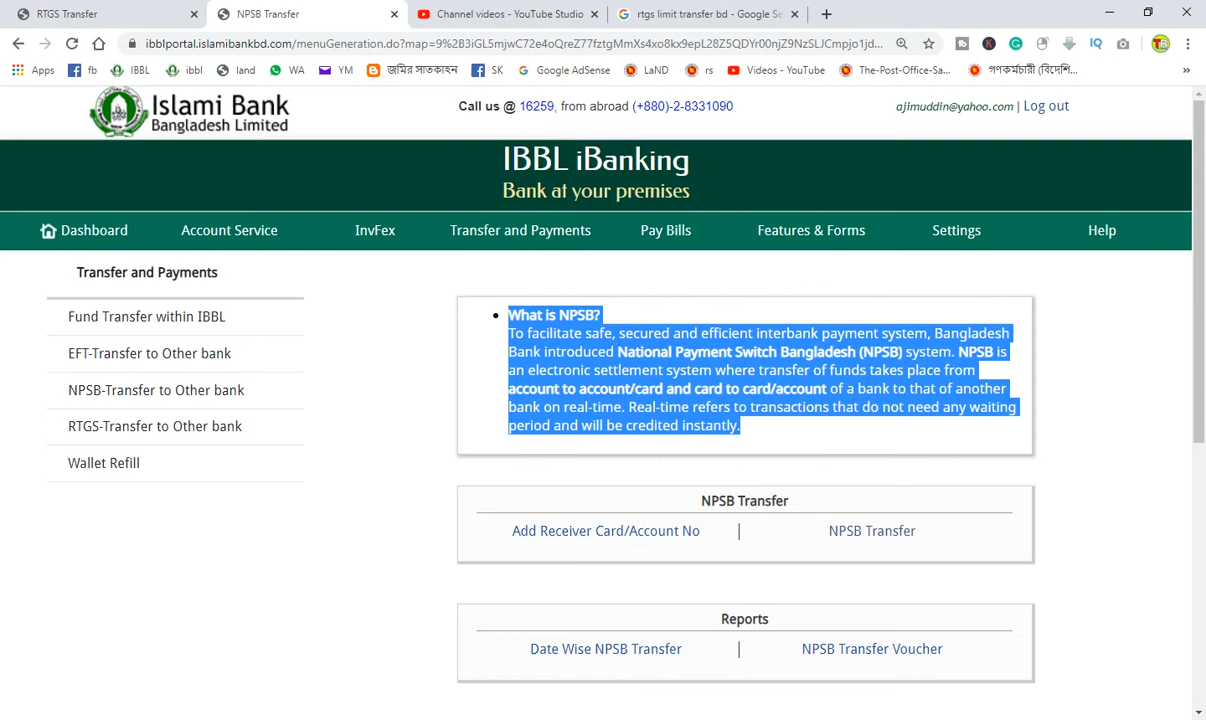 RTGS Transfer
NPSB Transfer
Channel videos - YouTube Studio
rtgs limit transfer bd - Google Se
ibblportal.islamibankbd.com/menuGeneration.do?map=9%2B3iGL5mjwC72e4oQreZ77fztgMmXs4xo8kx9epL28Z5QDYr00njZ9NzSLJCmpjo1jd...
Apps
fb
IBBL
ibbl
land
WA
YM
জমির সাতকাহন
SK
Google AdSense
LaND
rs
Videos - YouTube
The-Post-Office-Sa...
গণকর্মচারী (বিদেশি...
»
Islami Bank
Bangladesh Limited
Call us @ 16259, from abroad (+880)-2-8331090
ajimuddin@yahoo.com | Log out
IBBL iBanking
Bank at your premises
Dashboard
Account Service
InvFex
Transfer and Payments
Pay Bills
Features & Forms
Settings
Help
Transfer and Payments
Fund Transfer within IBBL
EFT-Transfer to Other bank
NPSB-Transfer to Other bank
RTGS-Transfer to Other bank
Wallet Refill
• What is NPSB?
To facilitate safe, secured and efficient interbank payment system, Bangladesh
Bank introduced National Payment Switch Bangladesh (NPSB) system. NPSB is
an electronic settlement system where transfer of funds takes place from
account to account/card and card to card/account of a bank to that of another
bank on real-time. Real-time refers to transactions that do not need any waiting
period and will be credited instantly.
NPSB Transfer
Add Receiver Card/Account No | NPSB Transfer
Reports
Date Wise NPSB Transfer | NPSB Transfer Voucher